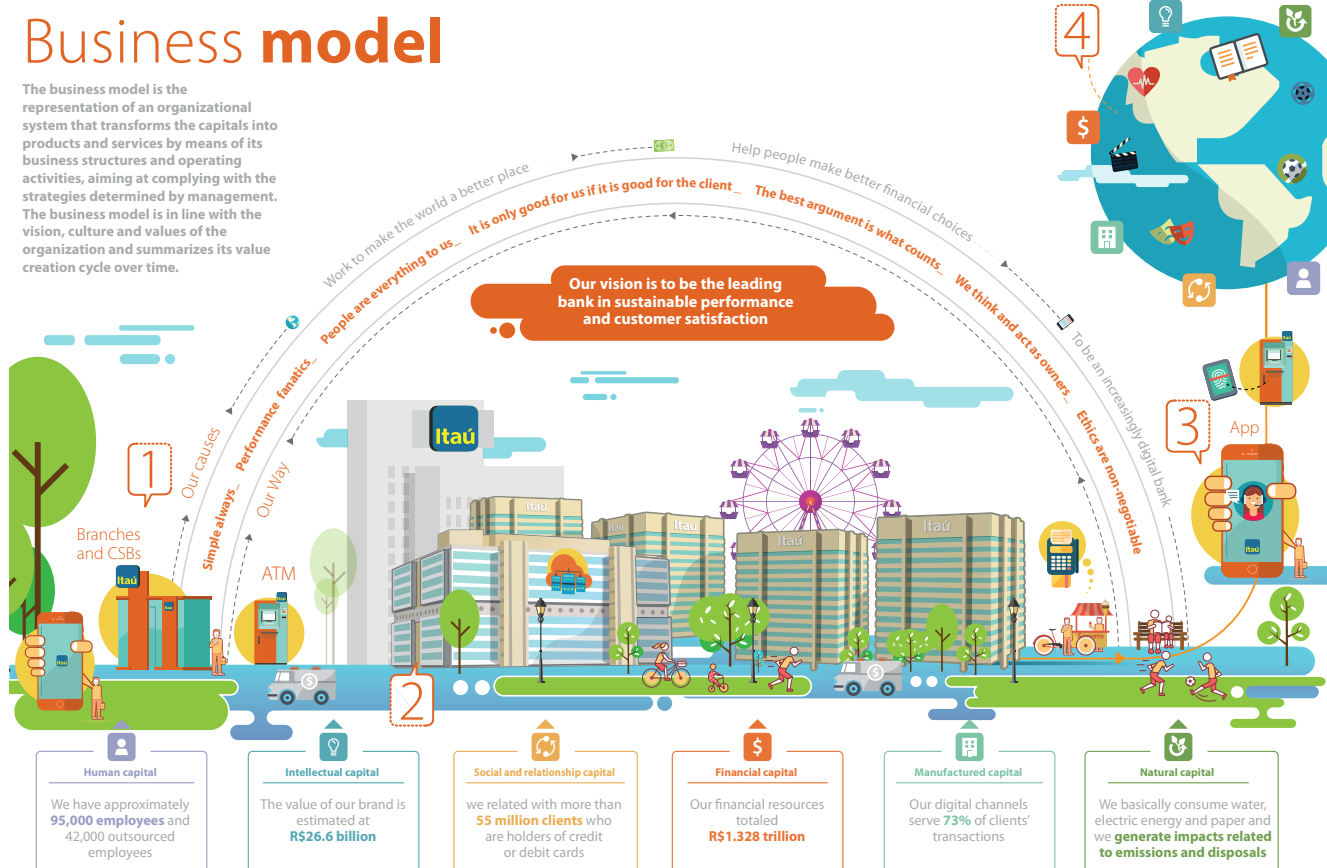 Business model
The business model is the
representation of an organizational
system that transforms the capitals into
products and services by means of its
business structures and operating
activities, aiming at complying with the
strategies determined by management.
The business model is in line with the
vision, culture and values of the
organization and summarizes its value
creation cycle over time.
4
$
Work to make the world a better place
Help people make better financial choices
To be an increasingly digital bank
Our causes
Simple always_ Performance fanatics_ People are everything to us_ It is only good for us if it is good for the client_ The best argument is what counts_ We think and act as owners_ Ethics are non-negotiable
Our Way
Our vision is to be the leading
bank in sustainable performance
and customer satisfaction
1
Branches
and CSBs
Itaú
Itaú
Itaú
ATM
Itaú
Itaú
Itaú
Itaú
Itaú
Itaú
Itaú
3
App
Itaú
2
$
$
Human capital
We have approximately
95,000 employees and
42,000 outsourced
employees
Intellectual capital
The value of our brand is
estimated at
R$26.6 billion
Social and relationship capital
we related with more than
55 million clients who
are holders of credit
or debit cards
$
Financial capital
Our financial resources
totaled
R$1.328 trillion
Manufactured capital
Our digital channels
serve 73% of clients'
transactions
Natural capital
We basically consume water,
electric energy and paper and
we generate impacts related
to emissions and disposals